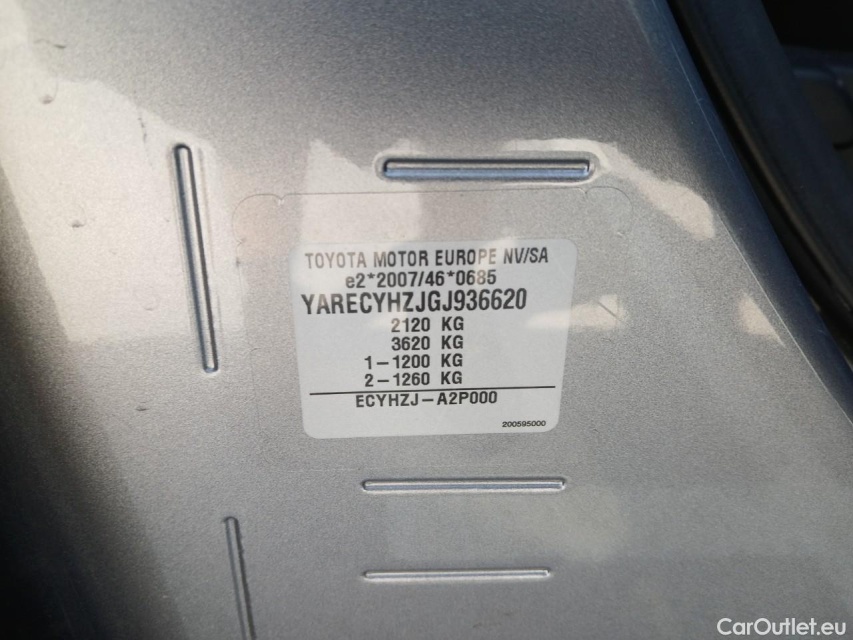 TOYOTA MOTOR EUROPE NV/SA
e2*2007/46*0685
YARECYHZJGJ936620
2120 KG
3620 KG
1-1200 KG
2-1260 KG
ECYHZJ-A2P000
200595000
CarOutlet.eu